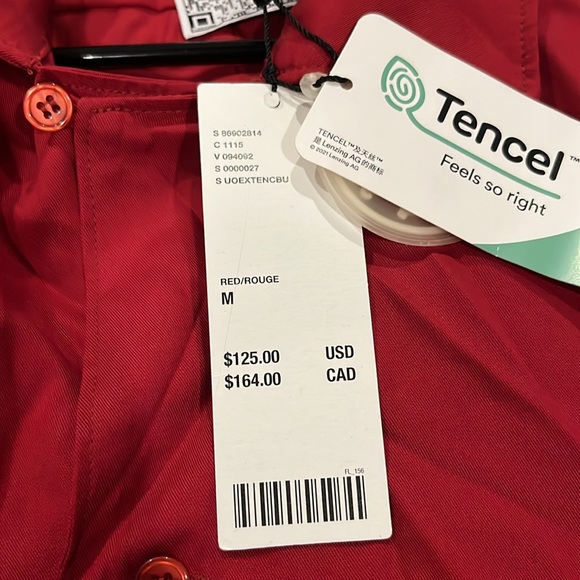 S 86902814
C 1115
V 094092
S 0000027
S UOEXTENCBU
RED/ROUGE
M
$125.00 USD
$164.00 CAD
FL_156
Tencel™
Feels so right
TENCEL™及天丝™
是 Lenzing AG 的商标
© 2021 Lenzing AG